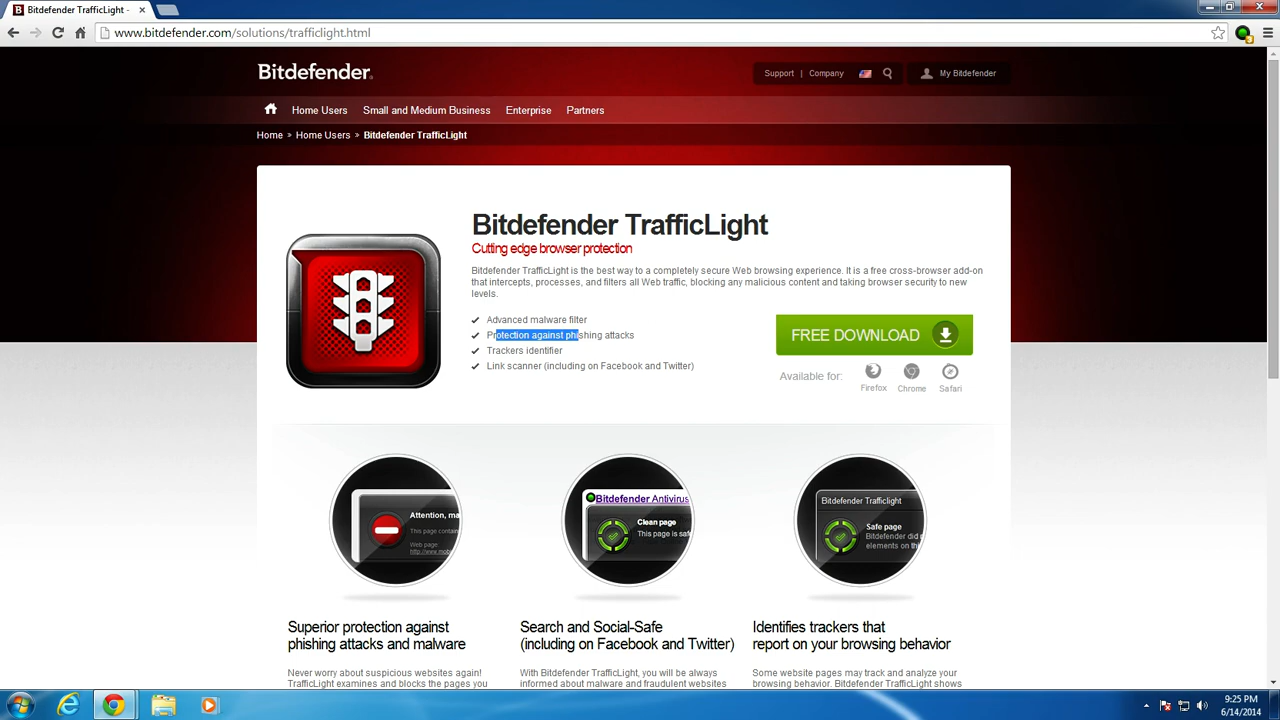 Bitdefender TrafficLight -
www.bitdefender.com/solutions/trafficlight.html
Bitdefender
Support | Company
My Bitdefender
Home Users Small and Medium Business Enterprise Partners
Home » Home Users » Bitdefender TrafficLight
Bitdefender TrafficLight
Cutting edge browser protection
Bitdefender TrafficLight is the best way to a completely secure Web browsing experience. It is a free cross-browser add-on
that intercepts, processes, and filters all Web traffic, blocking any malicious content and taking browser security to new
levels.
Advanced malware filter
Protection against phishing attacks
Trackers identifier
Link scanner (including on Facebook and Twitter)
FREE DOWNLOAD
Available for:
Firefox Chrome Safari
Attention, ma
This page contain
Web page:
http://www.mob
Bitdefender Antivirus
Clean page
This page is safe
Bitdefender Trafficlight
Safe page
Bitdefender did
elements on th
Superior protection against
phishing attacks and malware
Never worry about suspicious websites again!
TrafficLight examines and blocks the pages you
Search and Social-Safe
(including on Facebook and Twitter)
With Bitdefender TrafficLight, you will be always
informed about malware and fraudulent websites
Identifies trackers that
report on your browsing behavior
Some website pages may track and analyze your
browsing behavior. Bitdefender TrafficLight shows
9:25 PM
6/14/2014